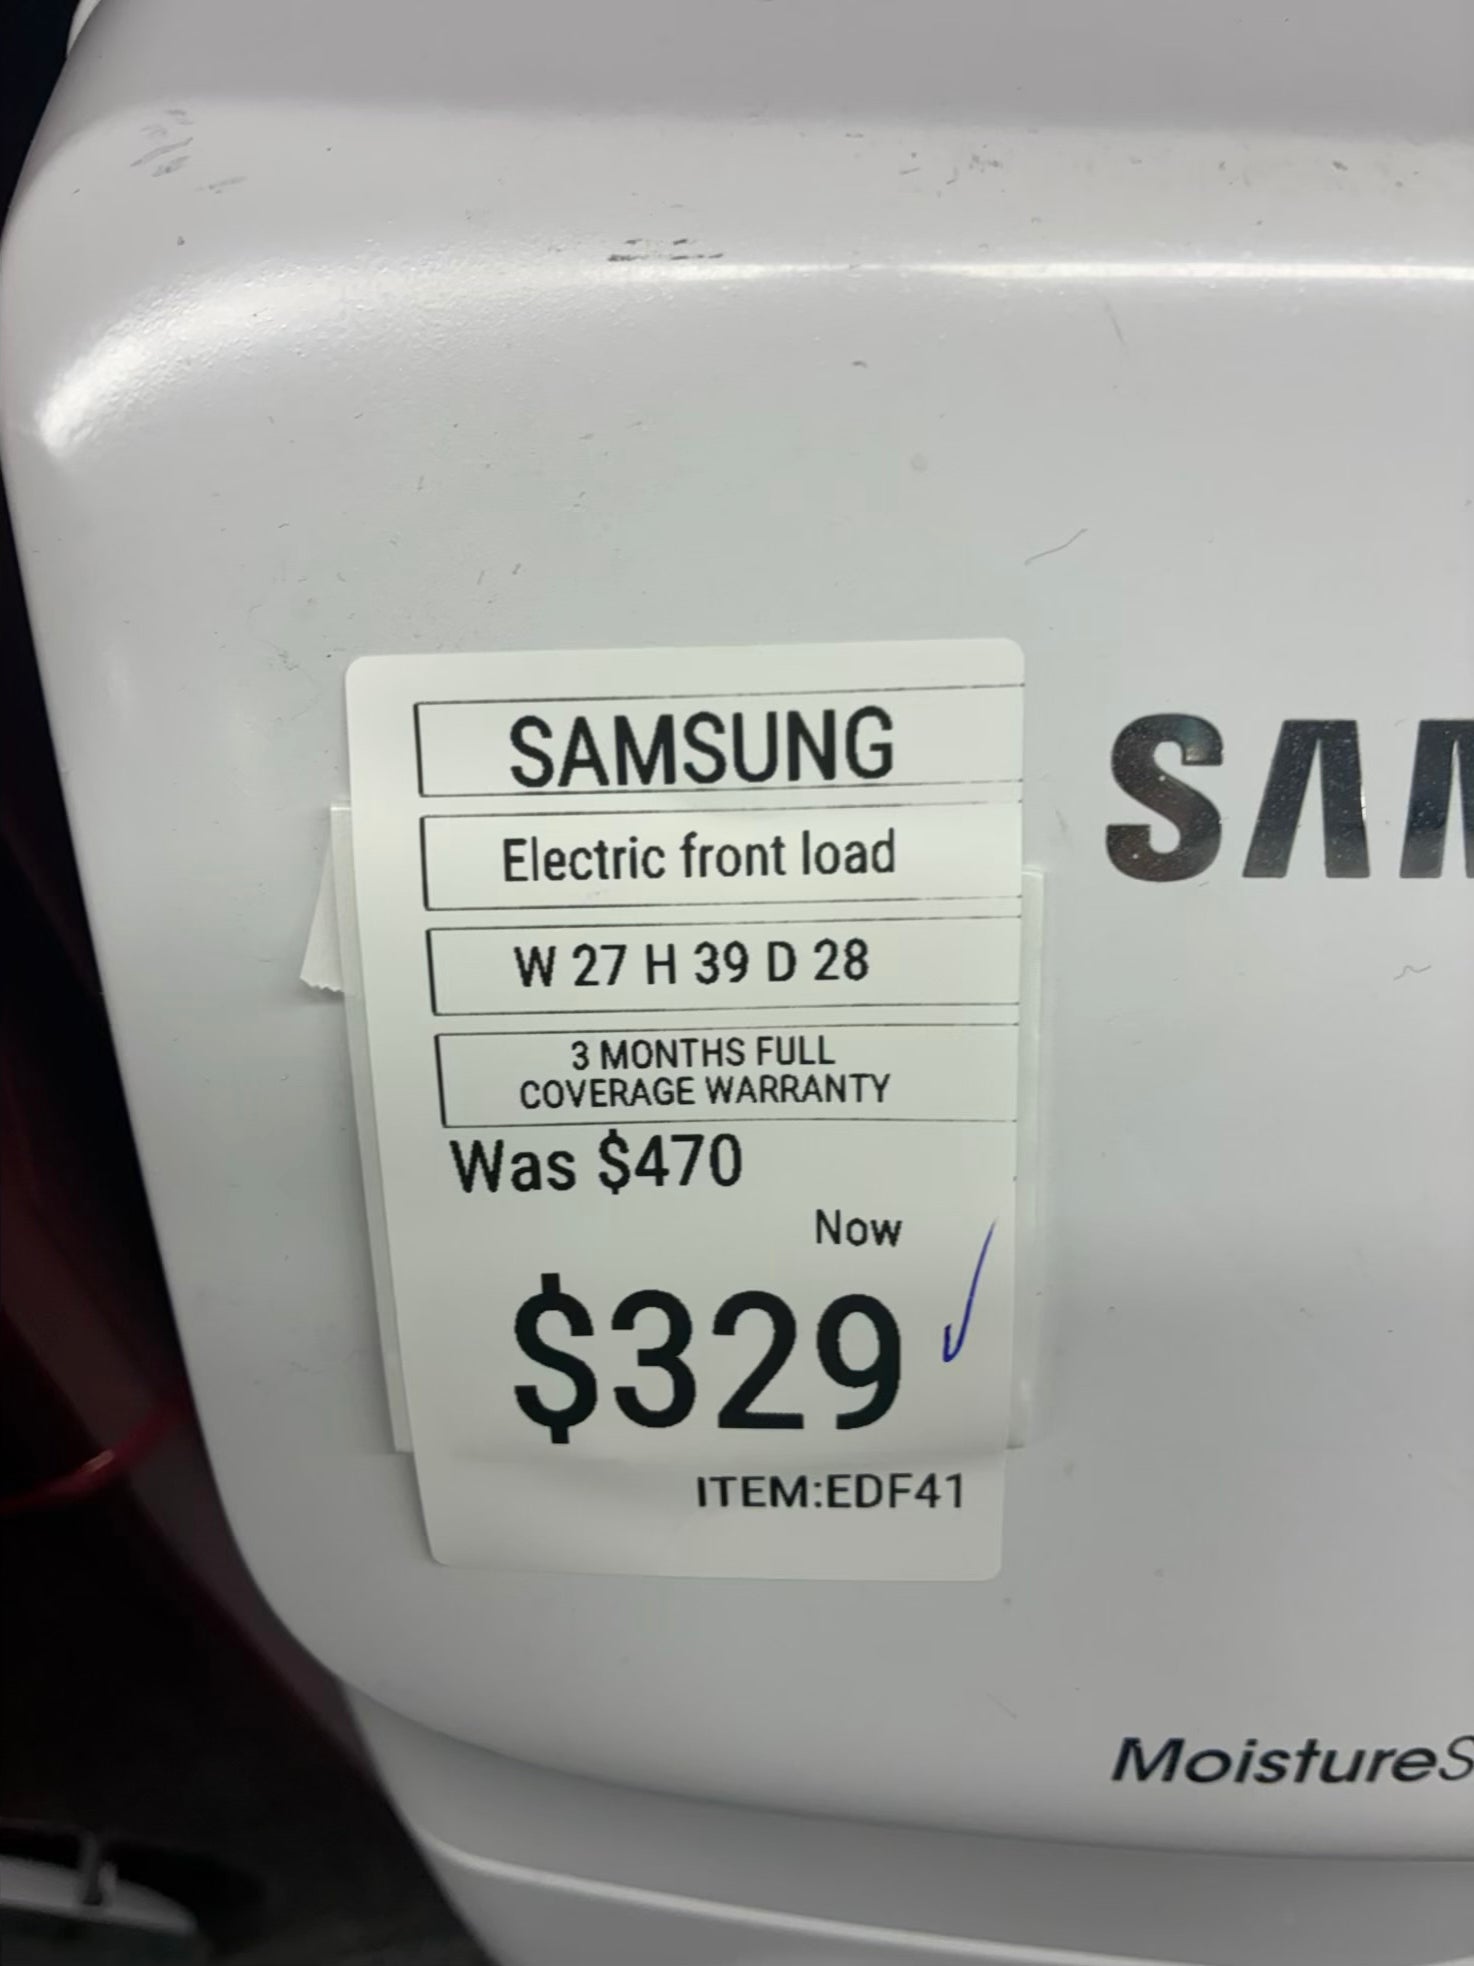 SAMSUNG
Electric front load
W 27 H 39 D 28
3 MONTHS FULL
COVERAGE WARRANTY
Was $470
Now
$329
ITEM:EDF41
SAM
MoistureS